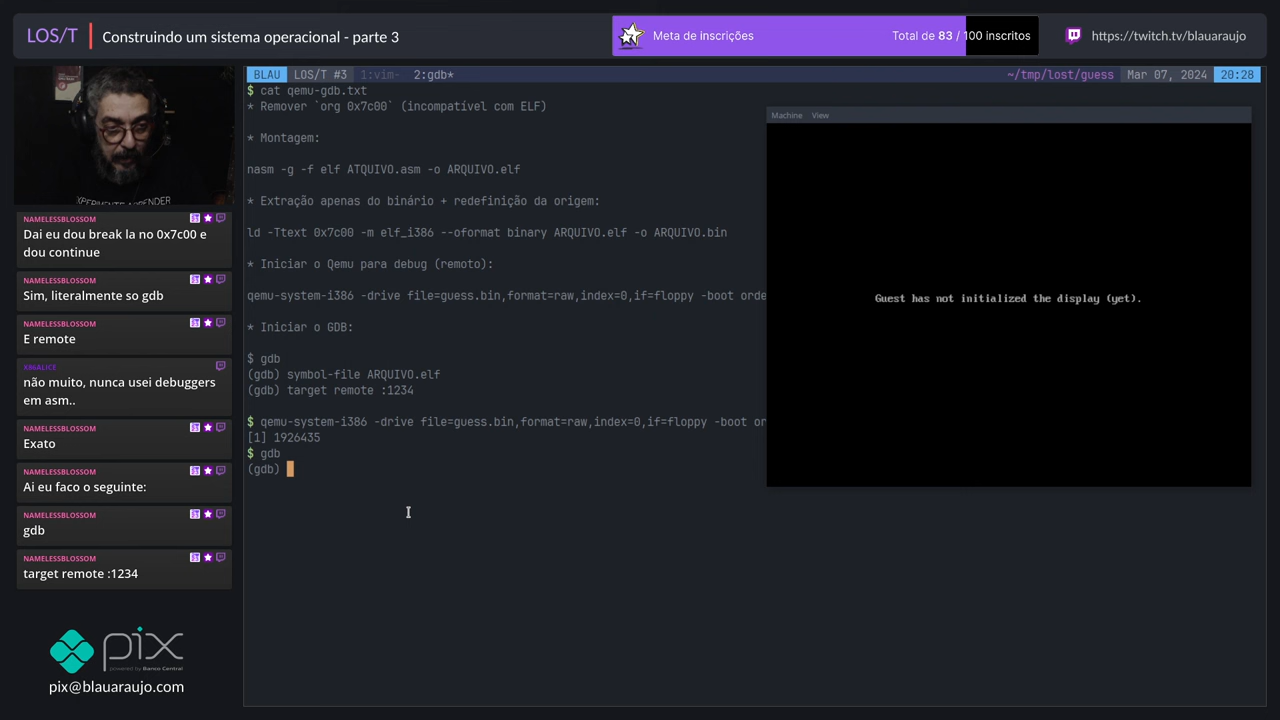 LOS/T
Construindo um sistema operacional - parte 3
Meta de inscrições
Total de 83 / 100 inscritos
https://twitch.tv/blauaraujo
BLAU LOS/T #3 1:vim- 2:gdb*
~/tmp/lost/guess Mar 07, 2024 20:28
NAMELESSBLOSSOM
Dai eu dou break la no 0x7c00 e
dou continue
NAMELESSBLOSSOM
Sim, literalmente so gdb
NAMELESSBLOSSOM
E remote
X86ALICE
não muito, nunca usei debuggers
em asm..
NAMELESSBLOSSOM
Exato
NAMELESSBLOSSOM
Ai eu faco o seguinte:
NAMELESSBLOSSOM
gdb
NAMELESSBLOSSOM
target remote :1234
pix
powered by Banco Central
pix@blauaraujo.com
$ cat qemu-gdb.txt
* Remover `org 0x7c00` (incompatível com ELF)
* Montagem:
nasm -g -f elf ATQUIVO.asm -o ARQUIVO.elf
* Extração apenas do binário + redefinição da origem:
ld -Ttext 0x7c00 -m elf_i386 --oformat binary ARQUIVO.elf -o ARQUIVO.bin
* Iniciar o Qemu para debug (remoto):
qemu-system-i386 -drive file=guess.bin,format=raw,index=0,if=floppy -boot orde
* Iniciar o GDB:
$ gdb
(gdb) symbol-file ARQUIVO.elf
(gdb) target remote :1234
$ qemu-system-i386 -drive file=guess.bin,format=raw,index=0,if=floppy -boot or
[1] 1926435
$ gdb
(gdb)
Machine View
Guest has not initialized the display (yet).